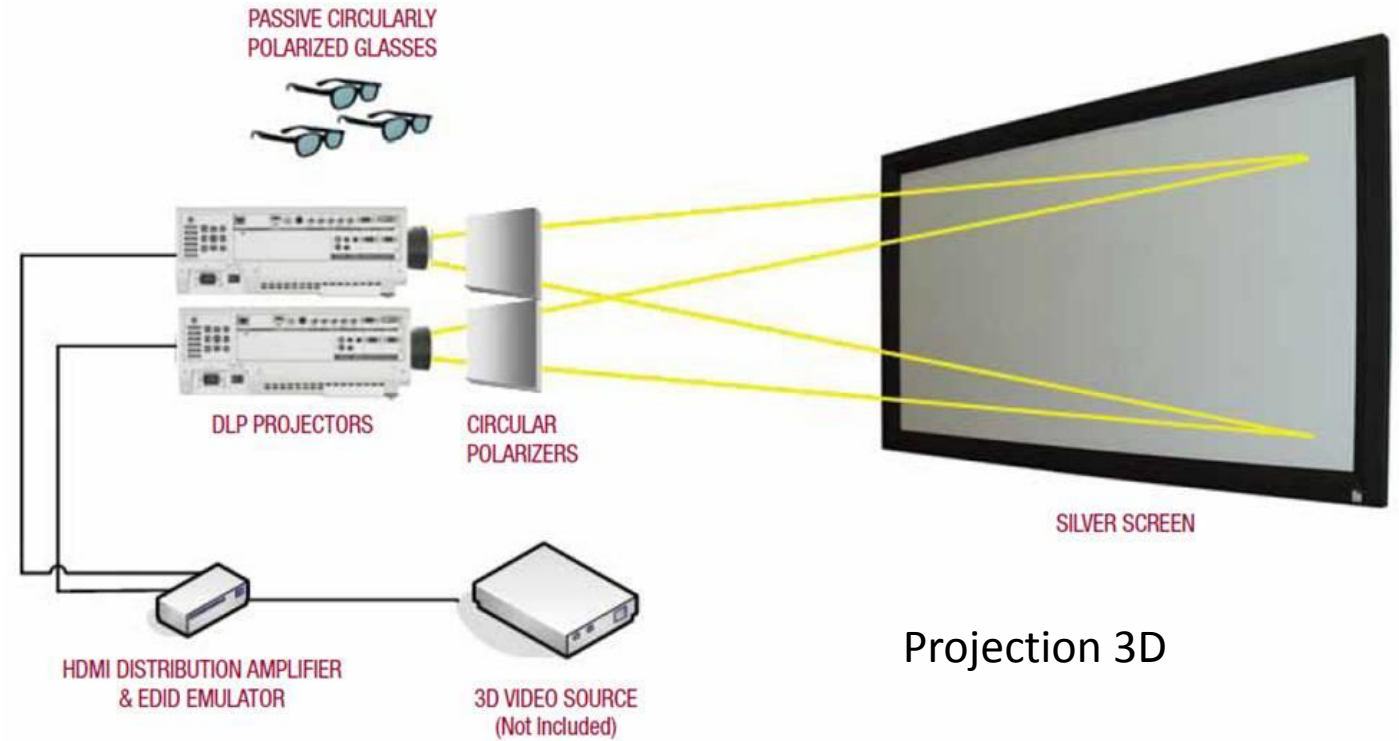 PASSIVE CIRCULARLY
POLARIZED GLASSES
DLP PROJECTORS
CIRCULAR
POLARIZERS
SILVER SCREEN
HDMI DISTRIBUTION AMPLIFIER
& EDID EMULATOR
3D VIDEO SOURCE
(Not Included)
Projection 3D